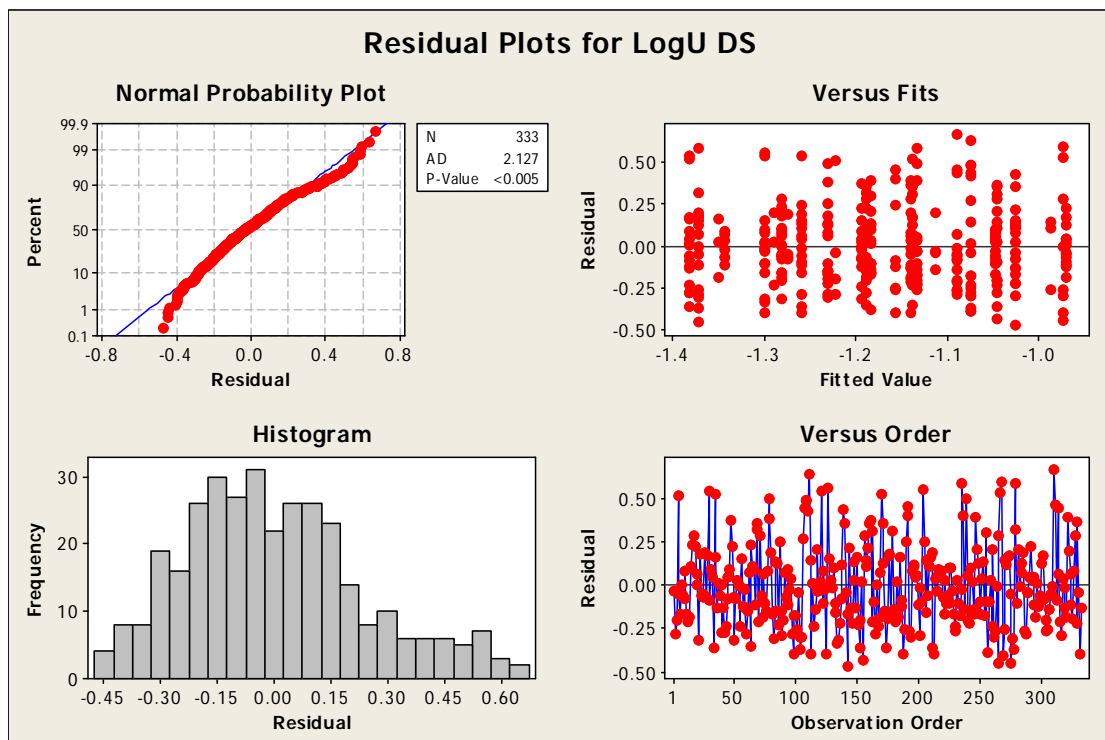 Residual Plots for LogU DS
Normal Probability Plot
99.9
99
90
50
10
1
0.1
Percent
-0.8
-0.4
0.0
0.4
0.8
Residual
N 333
AD 2.127
P-Value <0.005
Versus Fits
0.50
0.25
0.00
-0.25
-0.50
Residual
-1.4
-1.3
-1.2
-1.1
-1.0
Fitted Value
Histogram
30
20
10
0
Frequency
-0.45
-0.30
-0.15
0.00
0.15
0.30
0.45
0.60
Residual
Versus Order
0.50
0.25
0.00
-0.25
-0.50
Residual
1
50
100
150
200
250
300
Observation Order